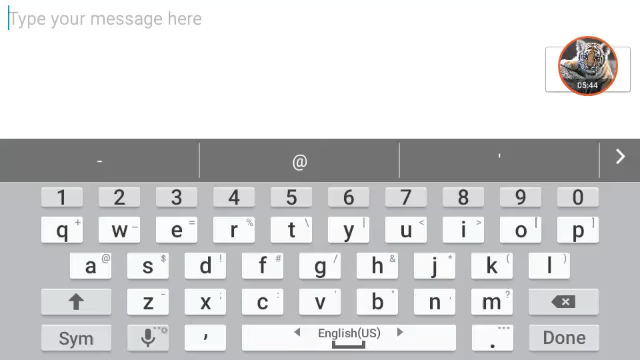 Type your message here
05:44
- @ '
1 2 3 4 5 6 7 8 9 0
q + w _ e = r % t \ y | u < i > o [ p ]
a @ s $ d ! f # g / h & j * k ( l )
z - x ; c : v ' b " n , m ?
Sym , English(US) . Done